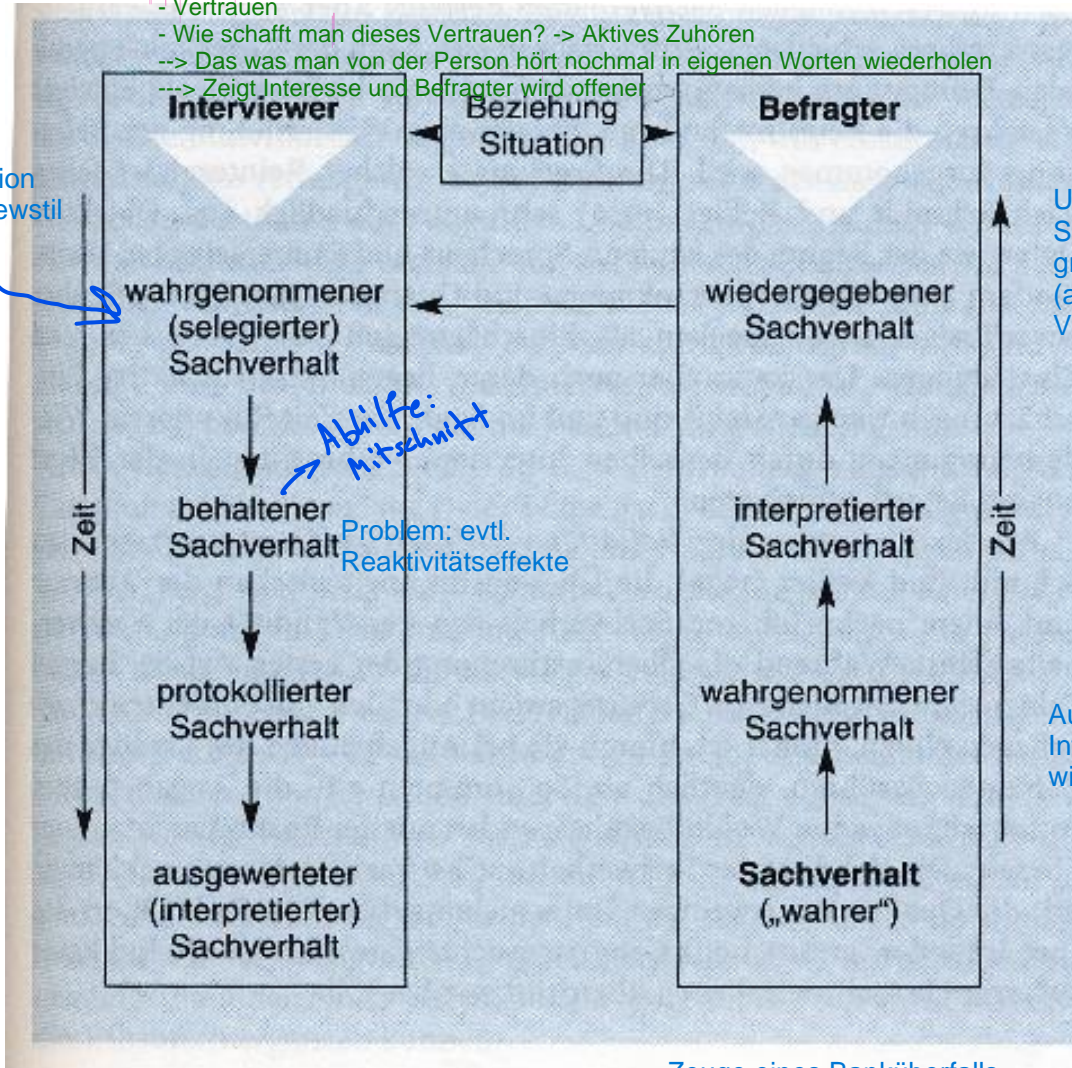 - Vertrauen
- Wie schafft man dieses Vertrauen? -> Aktives Zuhören
--> Das was man von der Person hört nochmal in eigenen Worten wiederholen
---> Zeigt Interesse und Befragter wird offener
Interviewer
Beziehung
Situation
Befragter
wahrgenommener
(selegierter)
Sachverhalt
Abhilfe:
Mitschnitt
behaltener
Sachverhalt
Problem: evtl.
Reaktivitätseffekte
protokollierter
Sachverhalt
ausgewerteter
(interpretierter)
Sachverhalt
Zeit
wiedergegebener
Sachverhalt
interpretierter
Sachverhalt
wahrgenommener
Sachverhalt
Sachverhalt
(„wahrer“)
Zeit